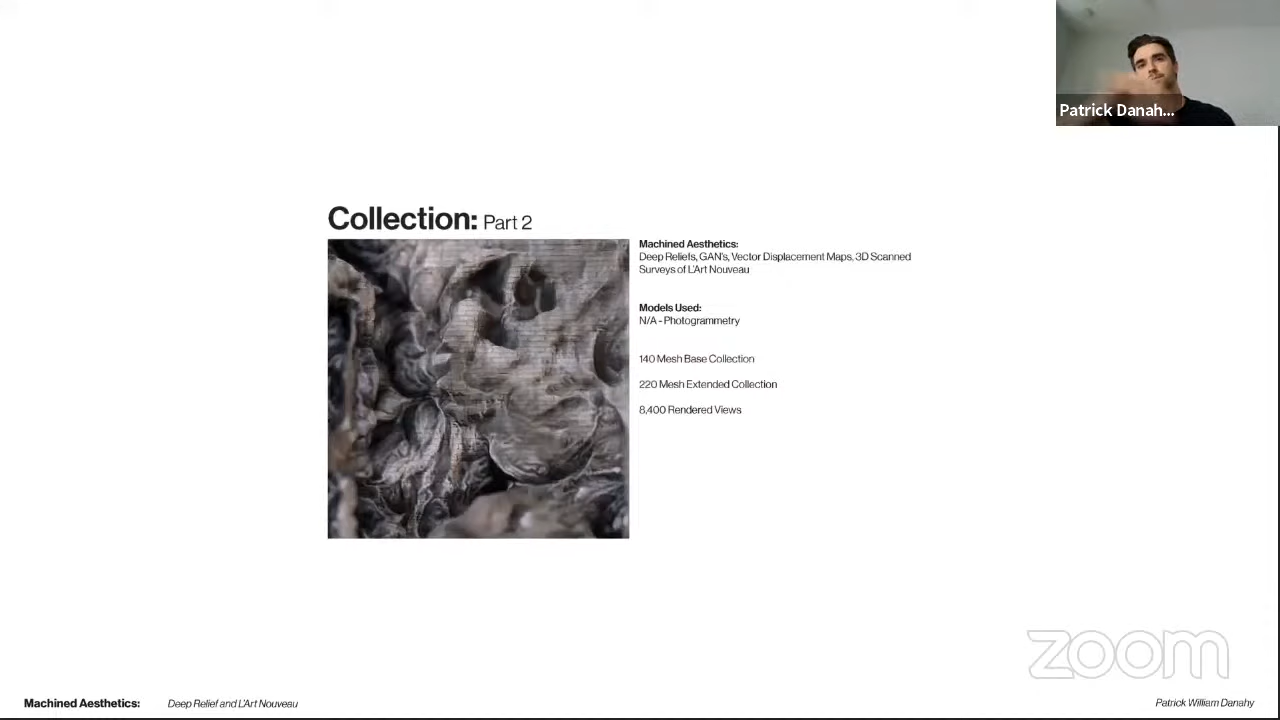 Patrick Danah...
Collection: Part 2
Machined Aesthetics:
Deep Reliefs, GAN's, Vector Displacement Maps, 3D Scanned
Surveys of L'Art Nouveau
Models Used:
N/A - Photogrammetry
140 Mesh Base Collection
220 Mesh Extended Collection
8,400 Rendered Views
zoom
Machined Aesthetics: Deep Relief and L'Art Nouveau
Patrick William Danahy